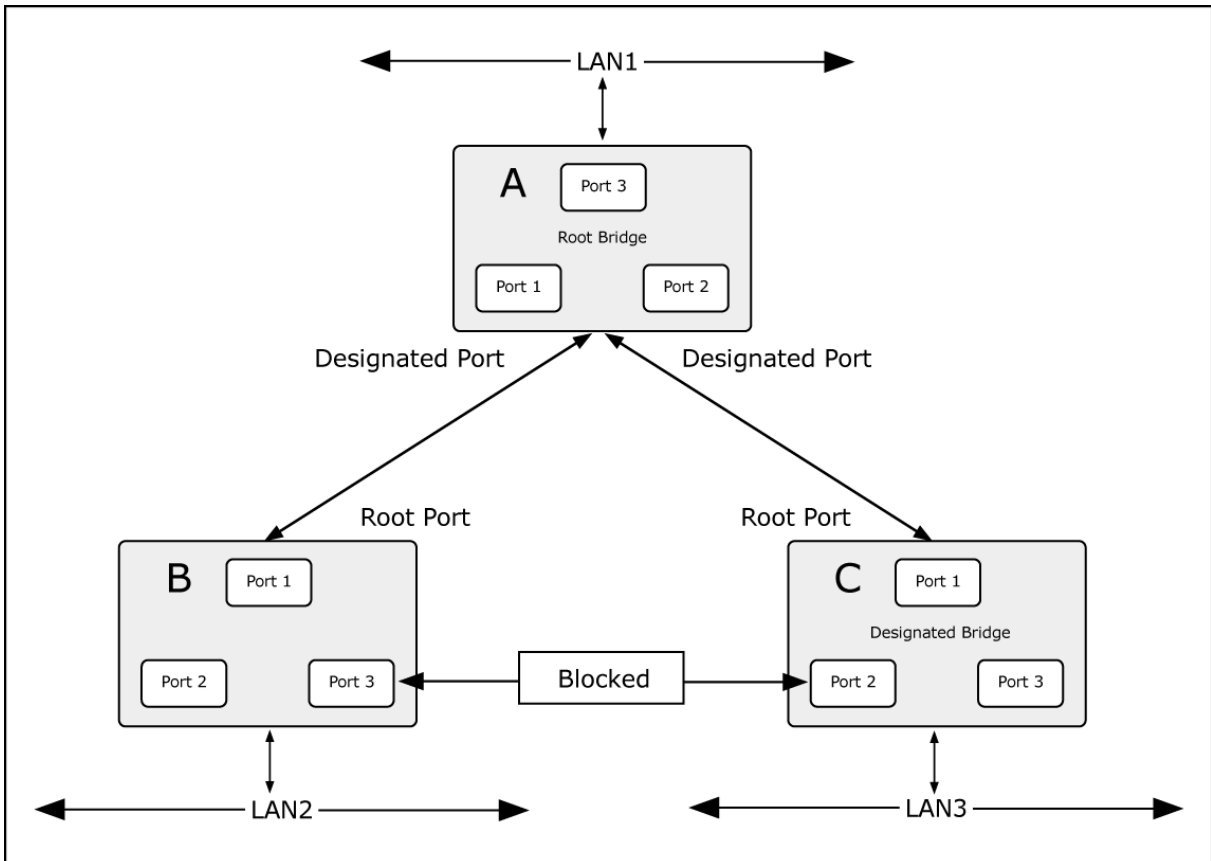 LAN1
A
Port 3
Root Bridge
Port 1
Port 2
Designated Port
Designated Port
Root Port
Root Port
B
Port 1
Port 2
Port 3
Blocked
C
Port 1
Designated Bridge
Port 2
Port 3
LAN2
LAN3